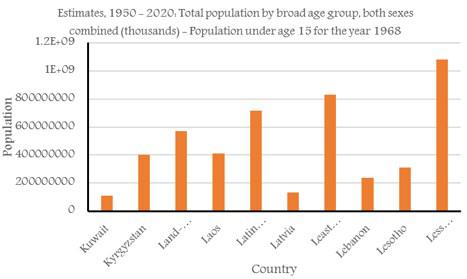 Estimates, 1950 - 2020: Total population by broad age group, both sexes
combined (thousands) - Population under age 15 for the year 1968
1.2E+09
1E+09
800000000
600000000
400000000
200000000
0
Population
Kuwait
Kyrgyzstan
Land-...
Laos
Latin...
Latvia
Least...
Lebanon
Lesotho
Less...
Country